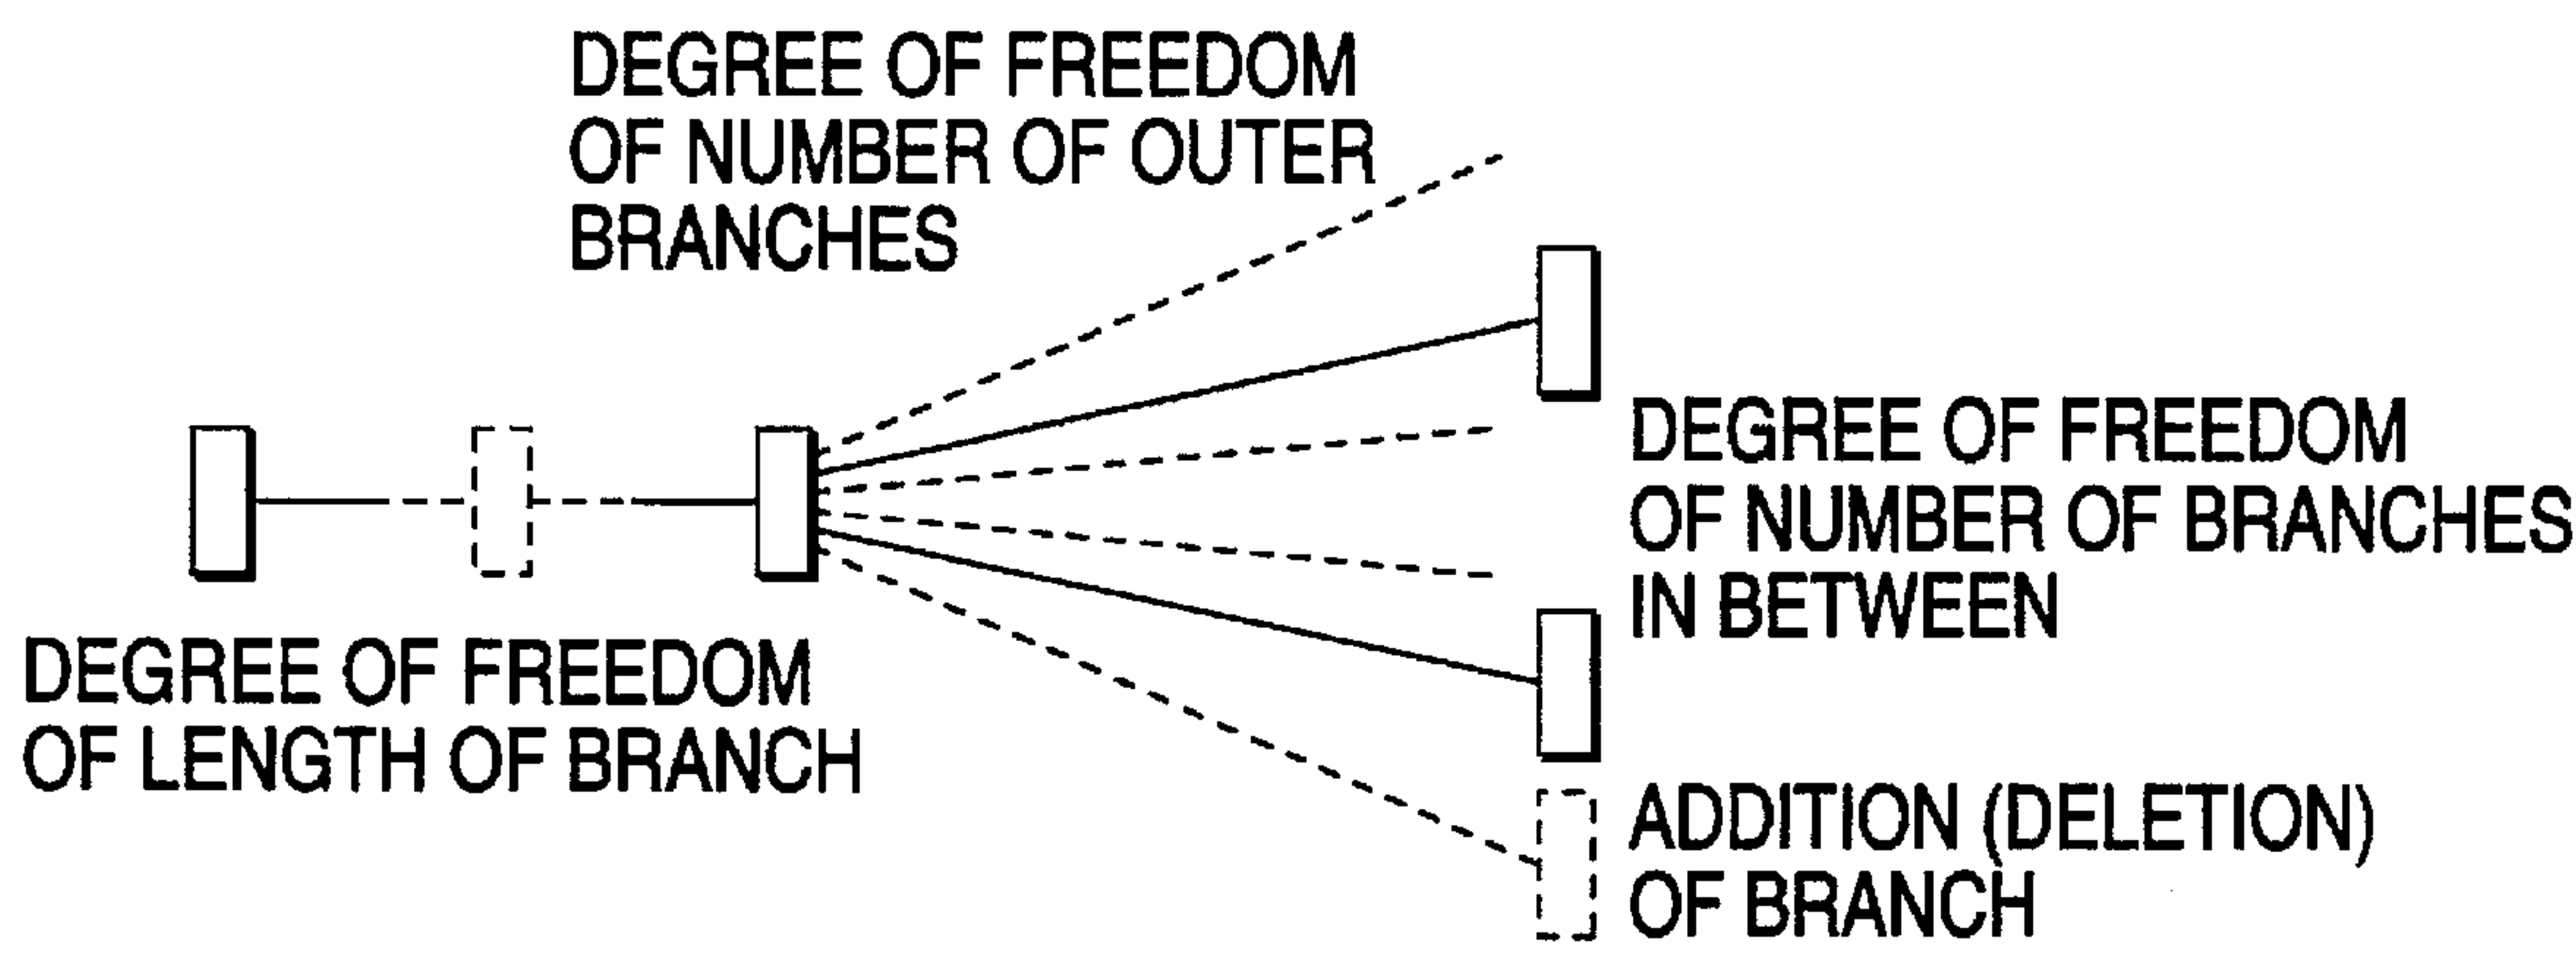 DEGREE OF FREEDOM
OF NUMBER OF OUTER
BRANCHES
DEGREE OF FREEDOM
OF NUMBER OF BRANCHES
IN BETWEEN
DEGREE OF FREEDOM
OF LENGTH OF BRANCH
ADDITION (DELETION)
OF BRANCH